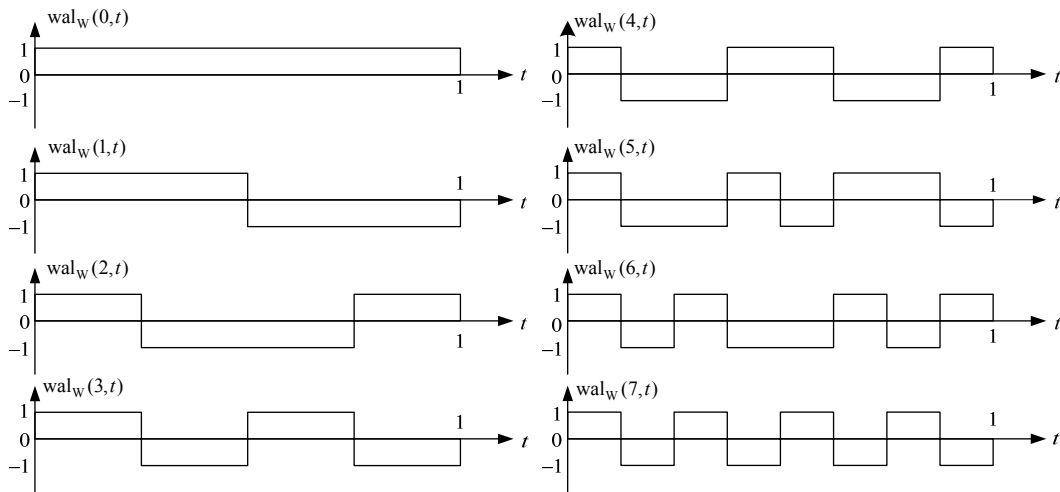 wal_W(0,t)
1
0
−1
1
t
wal_W(1,t)
1
0
−1
1
t
wal_W(2,t)
1
0
−1
1
t
wal_W(3,t)
1
0
−1
1
t
wal_W(4,t)
1
0
−1
1
t
wal_W(5,t)
1
0
−1
1
t
wal_W(6,t)
1
0
−1
1
t
wal_W(7,t)
1
0
−1
1
t